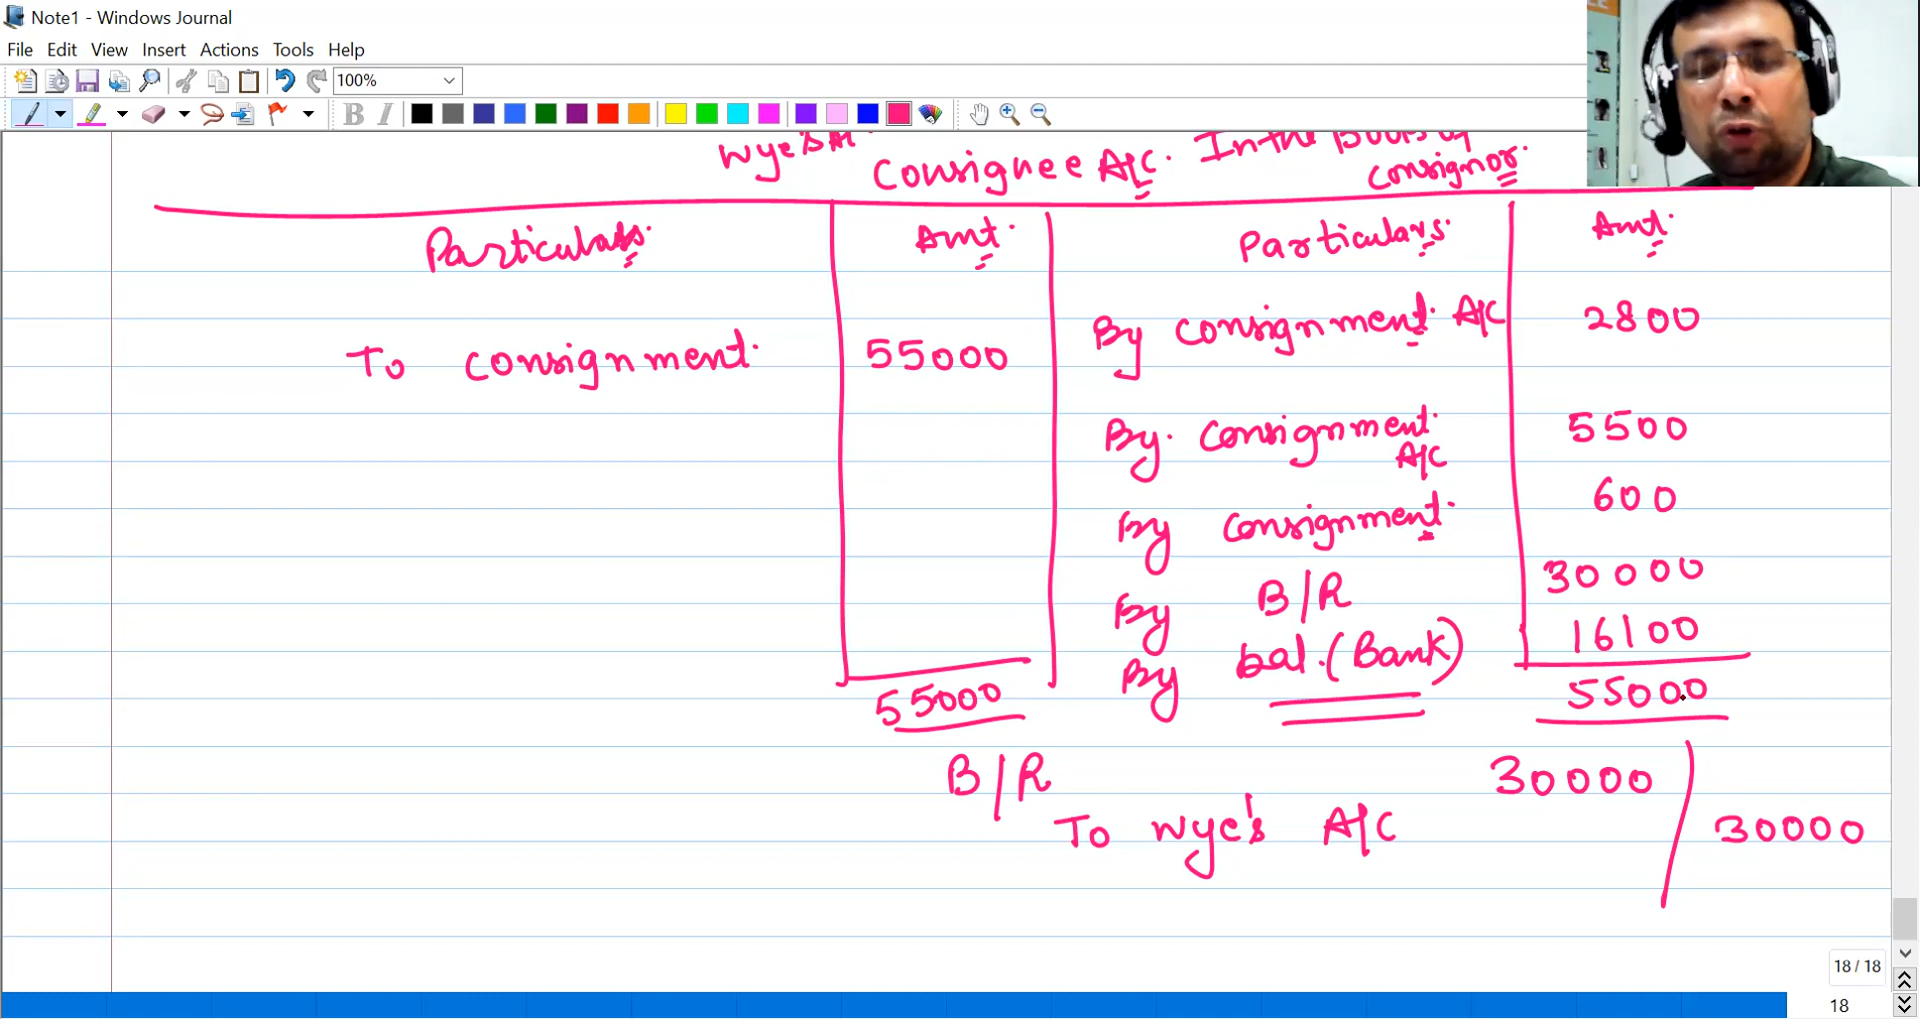 Note1 - Windows Journal
File Edit View Insert Actions Tools Help
100%
B I
Wye's A/c.
Consignee A/C. In the Books of
Consignor.
Particulars. Amt. Particulars. Amt.
To consignment. 55000 By consignment. A/C 2800
By. consignment. A/C 5500
By consignment. 600
By B/R 30000
By bal.(Bank) 16100
55000 55000
B/R 30000
To wye's A/C 30000
18 / 18
18